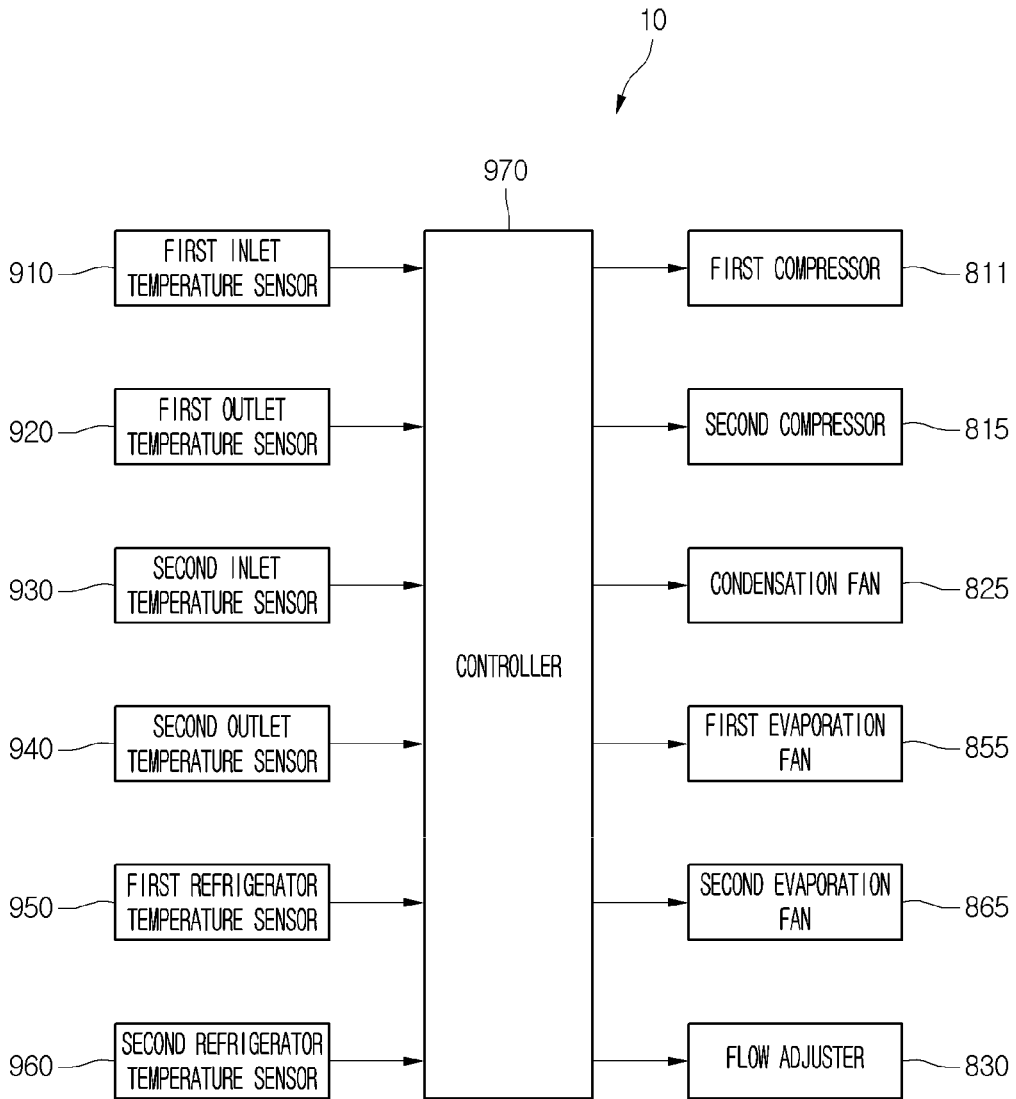 10
970
910
FIRST INLET
TEMPERATURE SENSOR
FIRST COMPRESSOR
811
920
FIRST OUTLET
TEMPERATURE SENSOR
SECOND COMPRESSOR
815
930
SECOND INLET
TEMPERATURE SENSOR
CONDENSATION FAN
825
CONTROLLER
940
SECOND OUTLET
TEMPERATURE SENSOR
FIRST EVAPORATION
FAN
855
950
FIRST REFRIGERATOR
TEMPERATURE SENSOR
SECOND EVAPORATION
FAN
865
960
SECOND REFRIGERATOR
TEMPERATURE SENSOR
FLOW ADJUSTER
830